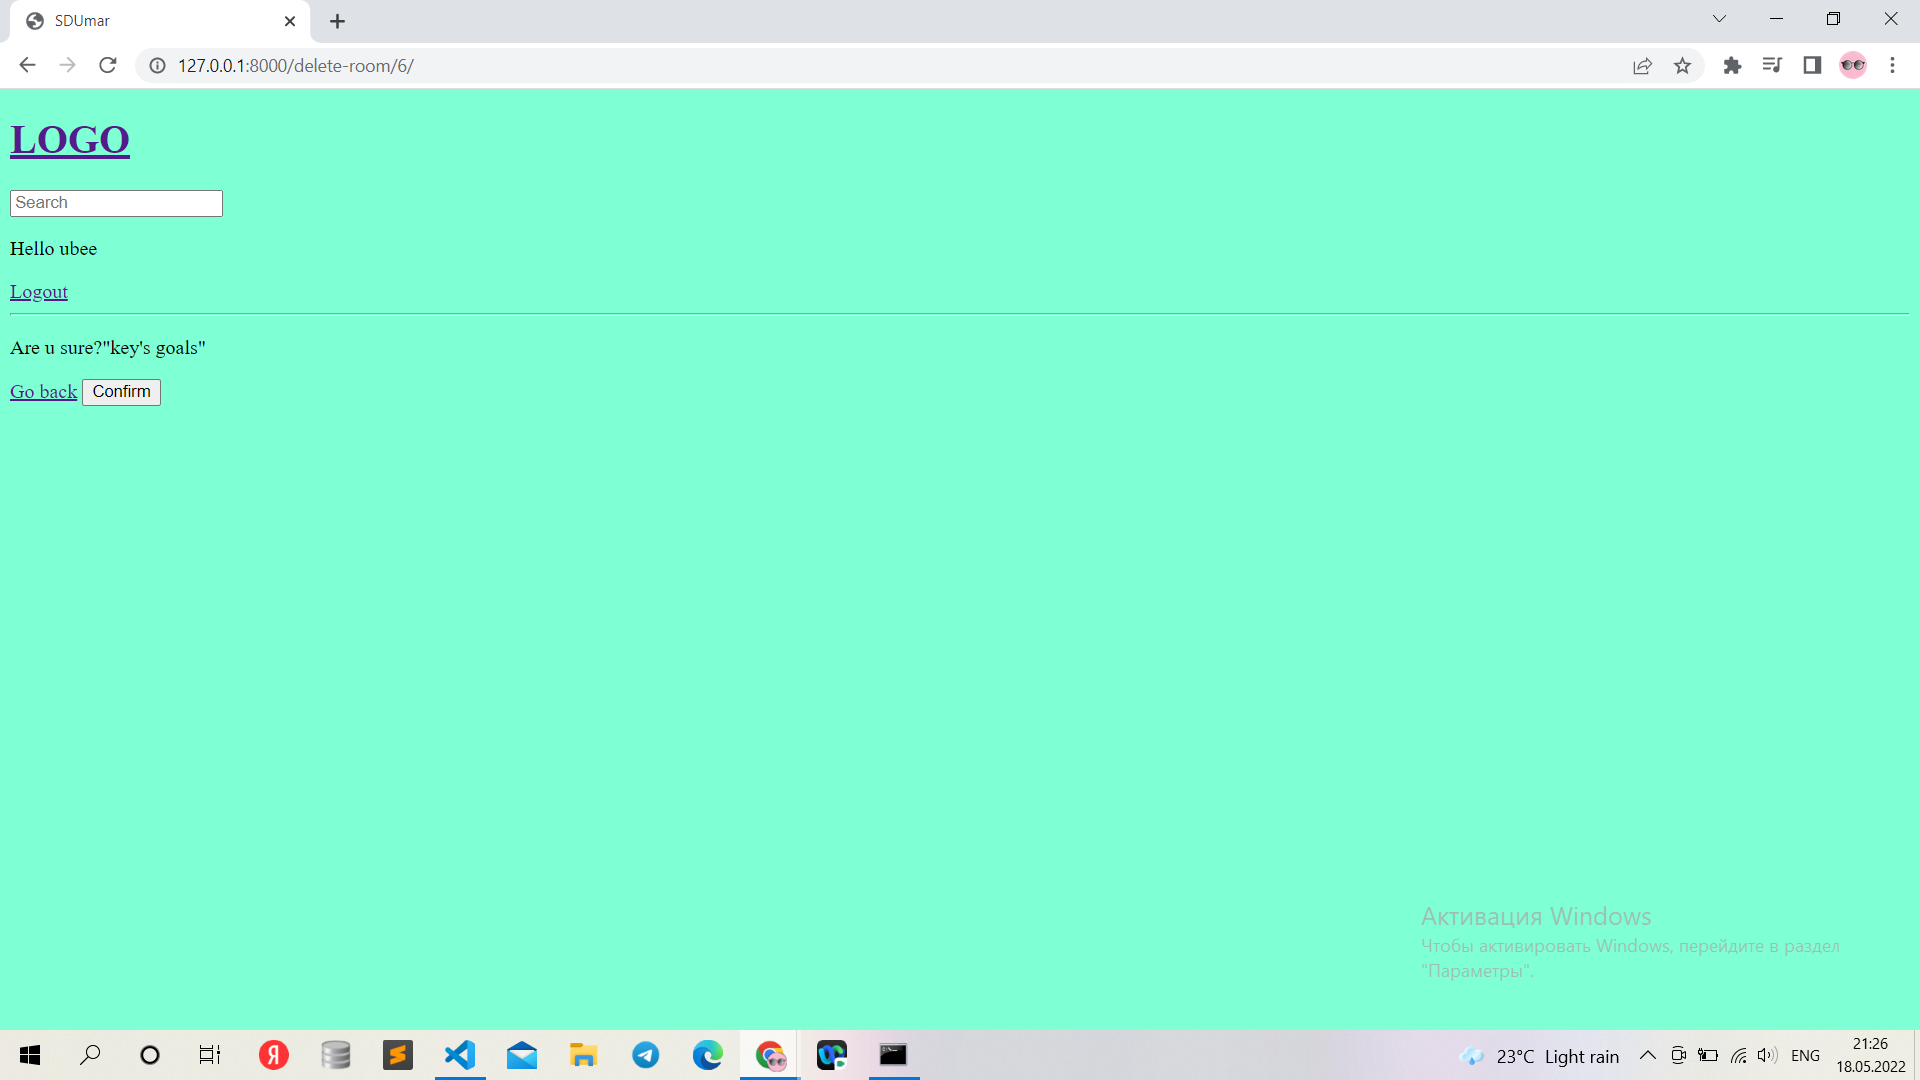 SDUmar
127.0.0.1:8000/delete-room/6/
LOGO
Search
Hello ubee
Logout
Are u sure?"key's goals"
Go back Confirm
Активация Windows
Чтобы активировать Windows, перейдите в раздел
"Параметры".
Я
23°C Light rain
ENG
21:26
18.05.2022